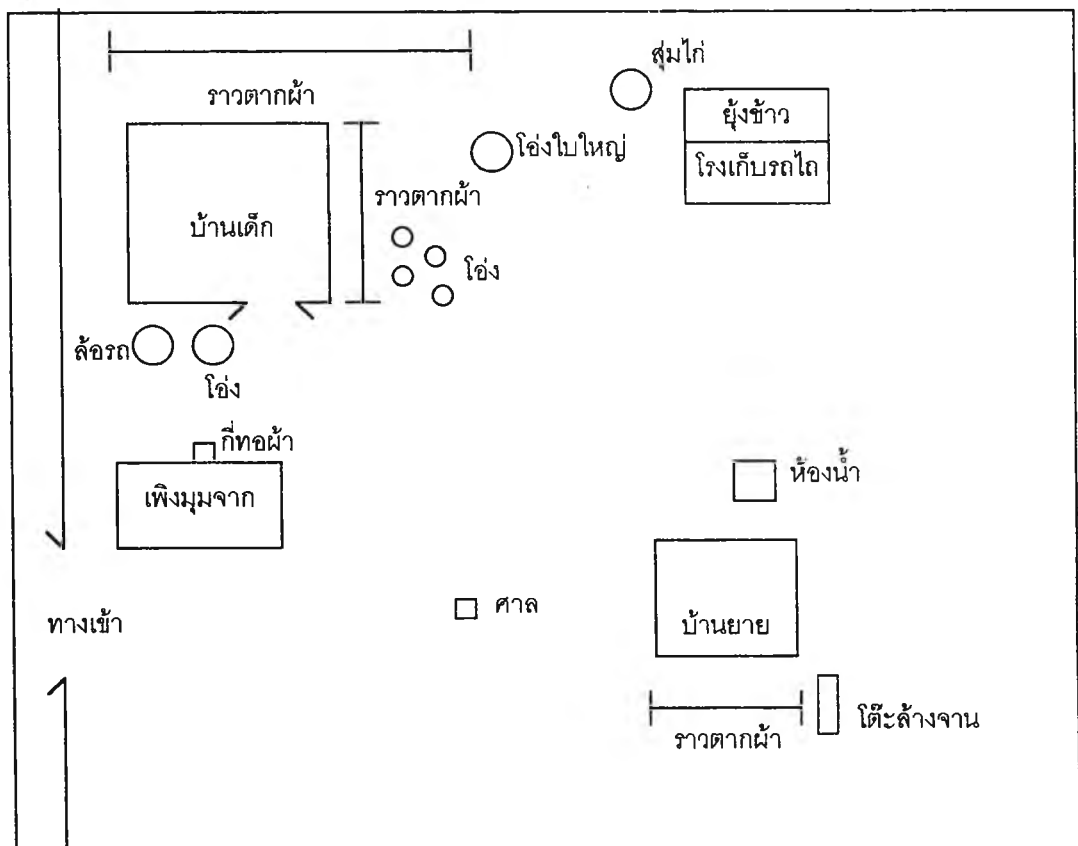 สุ่มไก่
ราวตากผ้า
ยุ้งข้าว
โอ่งใบใหญ่
โรงเก็บรถไถ
ราวตากผ้า
บ้านเด็ก
โอ่ง
ล้อรถ
โอ่ง
กี่ทอผ้า
ห้องน้ำ
เพิงมุมจาก
ศาล
ทางเข้า
บ้านยาย
โต๊ะล้างจาน
ราวตากผ้า